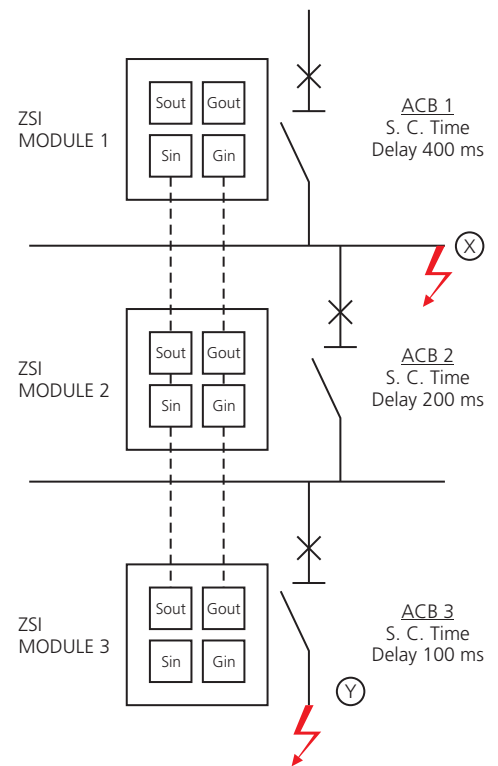 ZSI
MODULE 1
Sout Gout
Sin Gin
ACB 1
S. C. Time
Delay 400 ms
X
ZSI
MODULE 2
Sout Gout
Sin Gin
ACB 2
S. C. Time
Delay 200 ms
ZSI
MODULE 3
Sout Gout
Sin Gin
ACB 3
S. C. Time
Delay 100 ms
Y